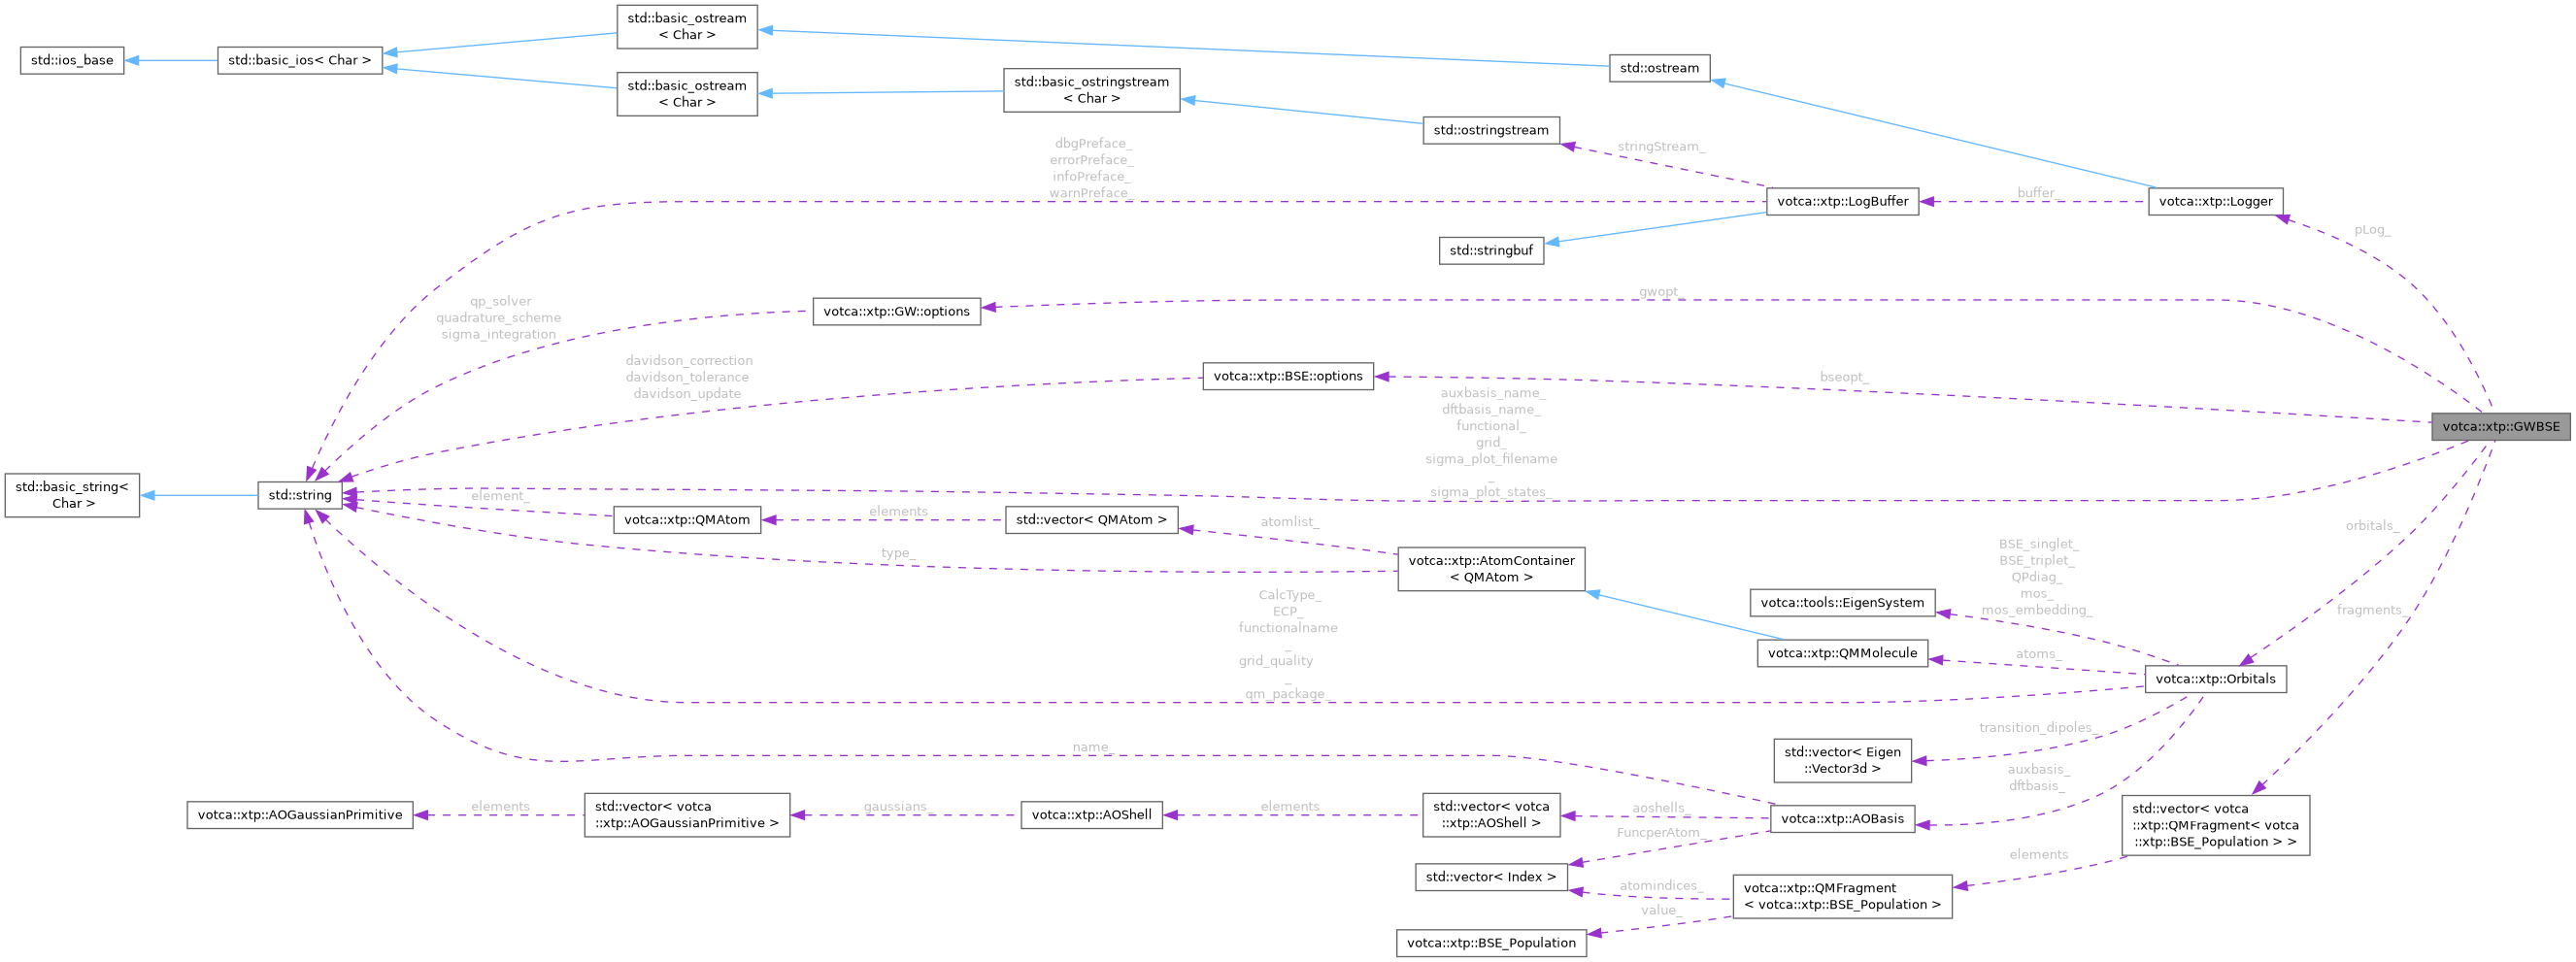 std::basic_ostream
< Char >
std::ios_base
std::basic_ios< Char >
std::ostream
std::basic_ostream
< Char >
std::basic_ostringstream
< Char >
std::ostringstream
dbgPreface_
errorPreface_
infoPreface_
warnPreface_
stringStream_
votca::xtp::LogBuffer
buffer_
votca::xtp::Logger
pLog_
std::stringbuf
qp_solver
quadrature_scheme
sigma_integration
votca::xtp::GW::options
gwopt_
davidson_correction
davidson_tolerance
davidson_update
votca::xtp::BSE::options
bseopt_
auxbasis_name_
dftbasis_name_
functional_
grid_
sigma_plot_filename
_
sigma_plot_states_
votca::xtp::GWBSE
std::basic_string<
Char >
std::string
element_
votca::xtp::QMAtom
elements
std::vector< QMAtom >
atomlist_
type_
votca::xtp::AtomContainer
< QMAtom >
orbitals_
BSE_singlet_
BSE_triplet_
QPdiag_
mos_
mos_embedding_
votca::tools::EigenSystem
fragments_
CalcType_
ECP_
functionalname
_
grid_quality
_
qm_package_
votca::xtp::QMMolecule
atoms_
votca::xtp::Orbitals
name_
transition_dipoles_
std::vector< Eigen
::Vector3d >
auxbasis_
dftbasis_
votca::xtp::AOGaussianPrimitive
elements
std::vector< votca
::xtp::AOGaussianPrimitive >
gaussians_
votca::xtp::AOShell
elements
std::vector< votca
::xtp::AOShell >
aoshells_
FuncperAtom_
votca::xtp::AOBasis
std::vector< votca
::xtp::QMFragment< votca
::xtp::BSE_Population > >
elements
std::vector< Index >
atomindices_
value_
votca::xtp::QMFragment
< votca::xtp::BSE_Population >
votca::xtp::BSE_Population